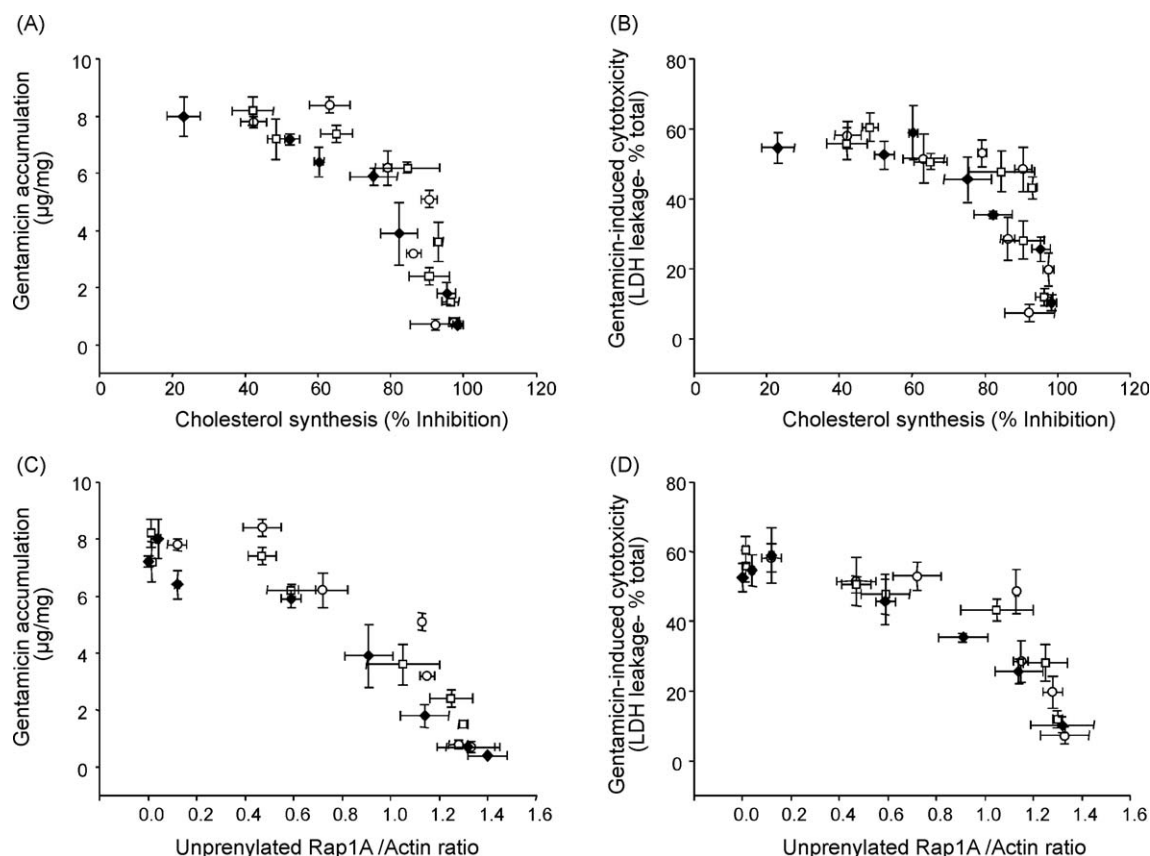 (A)
Gentamicin accumulation
(µg/mg)
10
8
6
4
2
0
0 20 40 60 80 100 120
Cholesterol synthesis (% Inhibition)
(B)
Gentamicin-induced cytotoxicity
(LDH leakage- % total)
80
60
40
20
0
0 20 40 60 80 100 120
Cholesterol synthesis (% Inhibition)
(C)
Gentamicin accumulation
(µg/mg)
10
8
6
4
2
0
0.0 0.2 0.4 0.6 0.8 1.0 1.2 1.4 1.6
Unprenylated Rap1A /Actin ratio
(D)
Gentamicin-induced cytotoxicity
(LDH leakage- % total)
80
60
40
20
0
0.0 0.2 0.4 0.6 0.8 1.0 1.2 1.4 1.6
Unprenylated Rap1A /Actin ratio